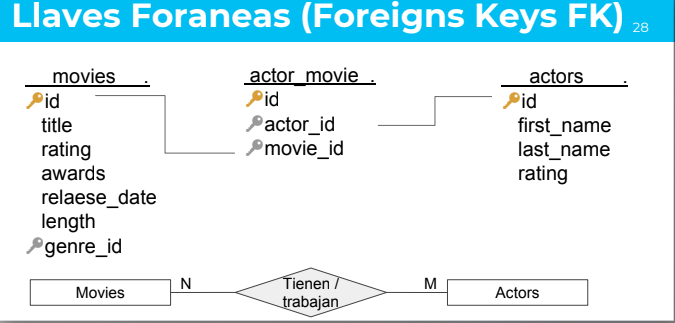 Llaves Foraneas (Foreigns Keys FK) 28
movies .
id
title
rating
awards
relaese_date
length
genre_id
actor_movie .
id
actor_id
movie_id
actors .
id
first_name
last_name
rating
Movies
N
Tienen /
trabajan
M
Actors